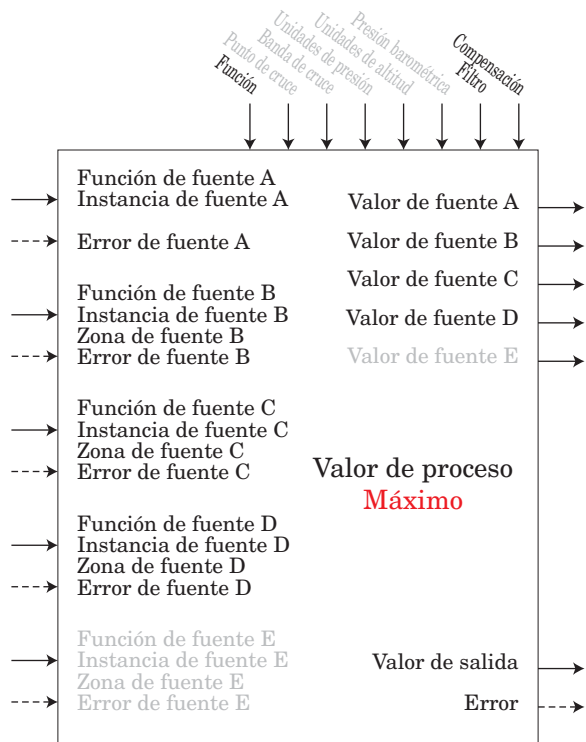 Función
Punto de cruce
Banda de cruce
Unidades de presión
Unidades de altitud
Presión barométrica
Filtro
Compensación
Función de fuente A
Instancia de fuente A
Error de fuente A
Función de fuente B
Instancia de fuente B
Zona de fuente B
Error de fuente B
Función de fuente C
Instancia de fuente C
Zona de fuente C
Error de fuente C
Función de fuente D
Instancia de fuente D
Zona de fuente D
Error de fuente D
Función de fuente E
Instancia de fuente E
Zona de fuente E
Error de fuente E
Valor de fuente A
Valor de fuente B
Valor de fuente C
Valor de fuente D
Valor de fuente E
Valor de proceso
Máximo
Valor de salida
Error